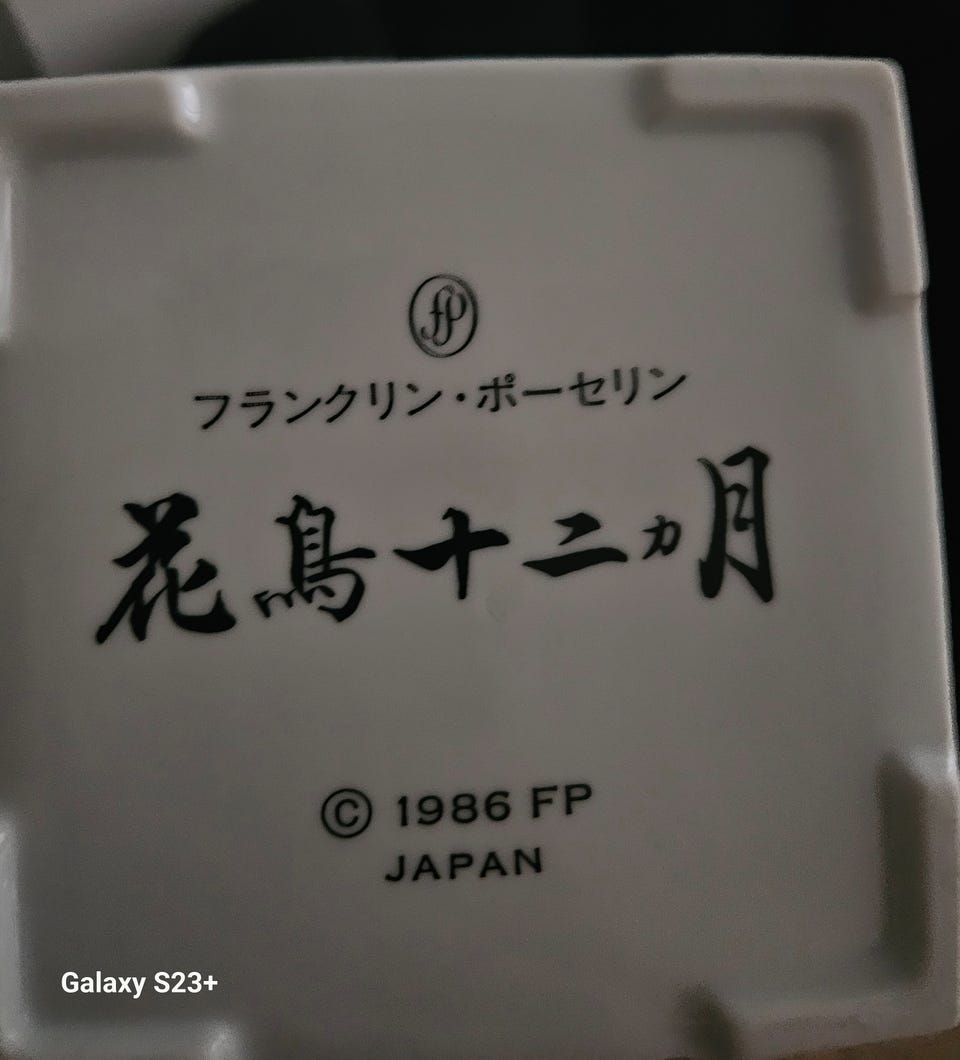 fp
フランクリン・ポーセリン
花鳥十二カ月
© 1986 FP
JAPAN
Galaxy S23+